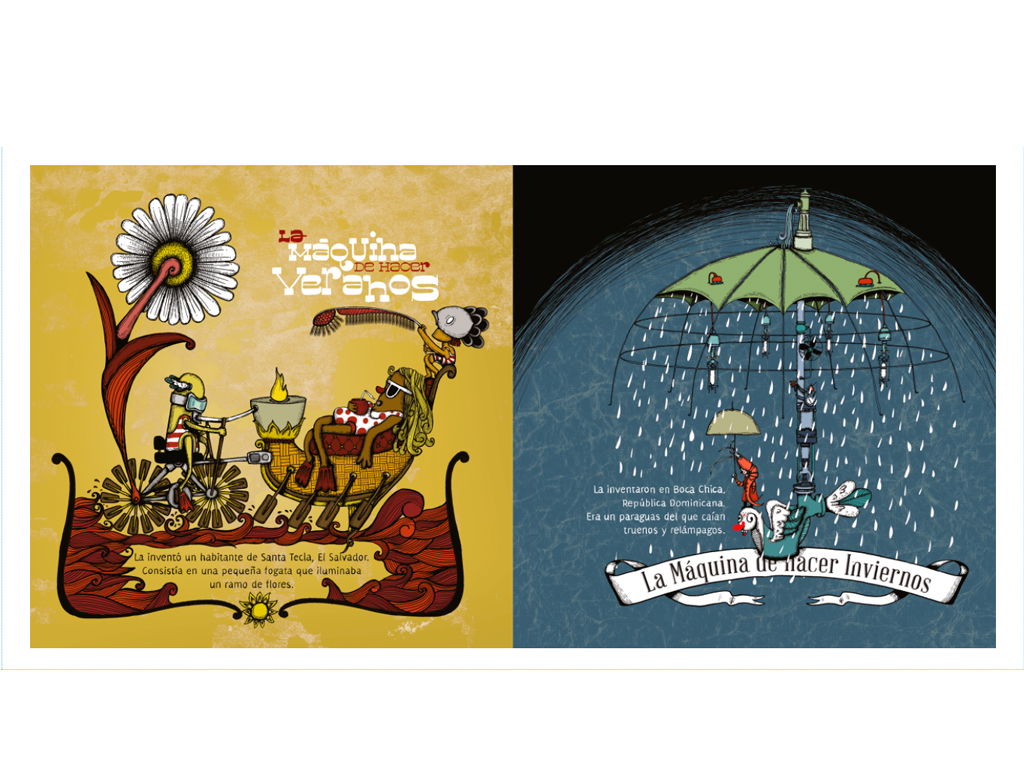 La
Máquina
de hacer
Veranos
La inventó un habitante de Santa Tecla, El Salvador.
Consistía en una pequeña fogata que iluminaba
un ramo de flores.
La inventaron en Boca Chica,
República Dominicana.
Era un paraguas del que caían
truenos y relámpagos.
La Máquina de Hacer Inviernos